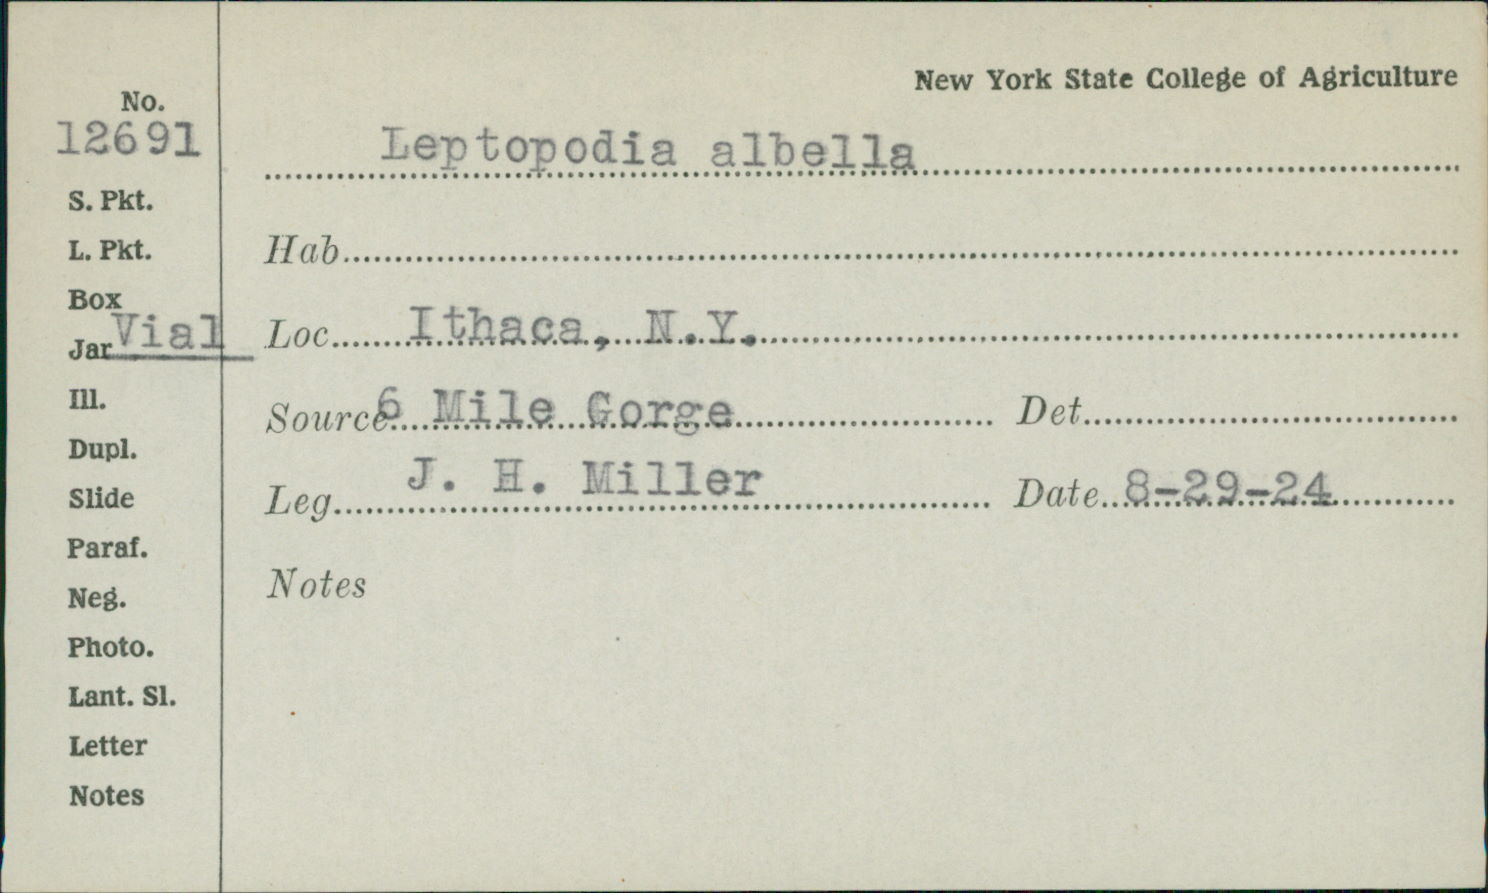 New York State College of Agriculture
No.
12691
Leptopodia albella
S. Pkt.
L. Pkt.
Hab
Box
Jar Vial
Loc Ithaca, N.Y.
Ill.
Source 6 Mile Gorge Det
Dupl.
Slide
Leg J. H. Miller Date 8-29-24
Paraf.
Neg.
Notes
Photo.
Lant. Sl.
Letter
Notes